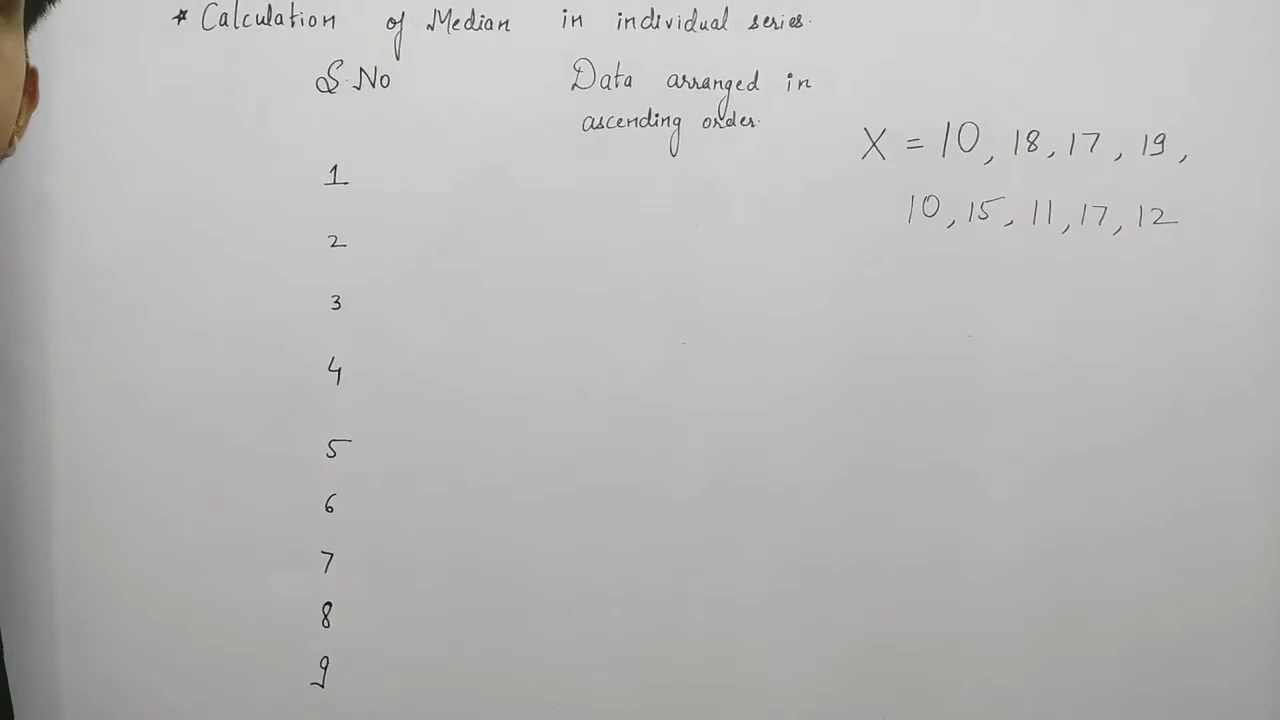 * Calculation of Median in individual series.
S.No Data arranged in
ascending order.
X = 10, 18, 17, 19,
10, 15, 11, 17, 12
1
2
3
4
5
6
7
8
9